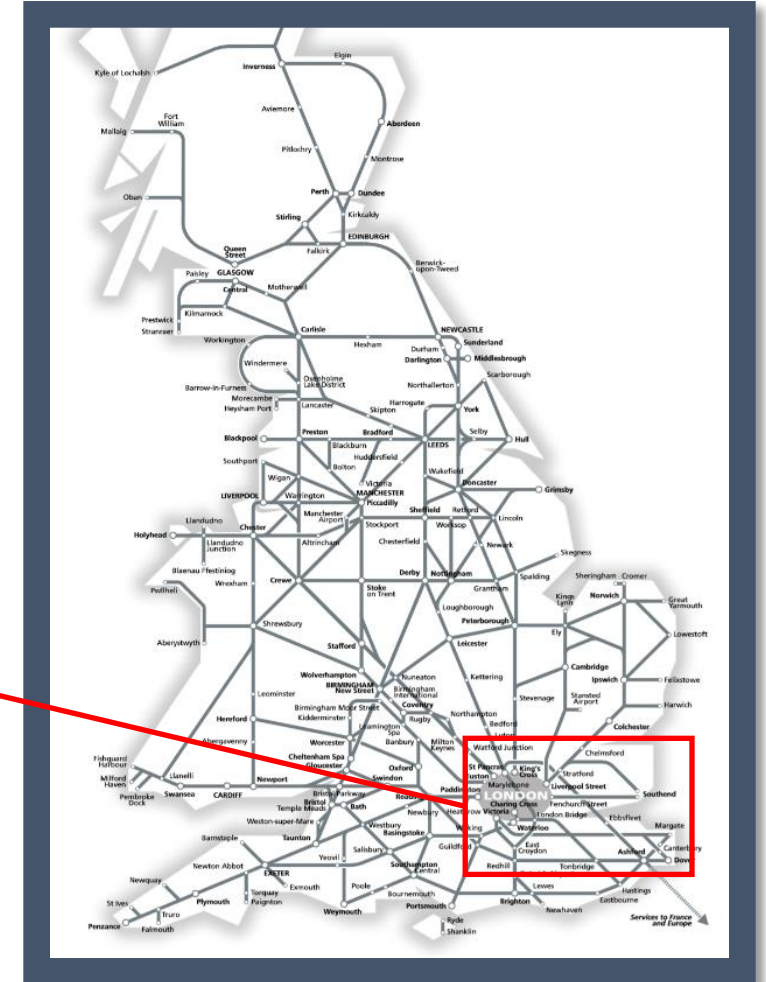 Elgin
Inverness
Kyle of Lochalsh
Aviemore
Fort
William
Aberdeen
Mallaig
Pitlochry
Montrose
Perth
Dundee
Oban
Stirling
Kirkcaldy
EDINBURGH
Queen
Street
Falkirk
Berwick-
upon-Tweed
Paisley
GLASGOW
Central
Motherwell
Prestwick
Kilmarnock
Stranraer
Carlisle
NEWCASTLE
Workington
Hexham
Sunderland
Durham
Darlington
Middlesbrough
Windermere
Scarborough
Oxenholme
Lake District
Northallerton
Barrow-in-Furness
Morecambe
Heysham Port
Lancaster
Harrogate
York
Skipton
Blackpool
Preston
Bradford
Selby
Hull
Blackburn
LEEDS
Huddersfield
Southport
Bolton
Wakefield
Wigan
Victoria
Doncaster
LIVERPOOL
Warrington
MANCHESTER
Piccadilly
Grimsby
Manchester
Airport
Sheffield
Retford
Llandudno
Chester
Stockport
Worksop
Lincoln
Holyhead
Llandudno
Junction
Altrincham
Chesterfield
Newark
Skegness
Blaenau Ffestiniog
Wrexham
Crewe
Derby
Nottingham
Spalding
Sheringham
Cromer
Pwllheli
Stoke
on Trent
Grantham
Kings
Lynn
Norwich
Great
Yarmouth
Loughborough
Peterborough
Shrewsbury
Ely
Lowestoft
Aberystwyth
Stafford
Leicester
Cambridge
Wolverhampton
Nuneaton
Kettering
Ipswich
Felixstowe
BIRMINGHAM
New Street
Birmingham
International
Leominster
Coventry
Stevenage
Stansted
Airport
Harwich
Birmingham Moor Street
Kidderminster
Rugby
Northampton
Hereford
Leamington
Spa
Bedford
Colchester
Worcester
Banbury
Milton
Keynes
Luton
Abergavenny
Watford Junction
Chelmsford
Cheltenham Spa
Gloucester
Oxford
St Pancras
King's
Cross
Fishguard
Harbour
Euston
Stratford
Milford
Haven
Llanelli
Newport
Swindon
Marylebone
Liverpool Street
Paddington
LONDON
Southend
Pembroke
Dock
Swansea
CARDIFF
Bristol Parkway
Reading
Charing Cross
Fenchurch Street
Bristol
Temple Meads
Bath
Newbury
Heathrow
Victoria
London Bridge
Ebbsfleet
Weston-super-Mare
Westbury
Basingstoke
Woking
Waterloo
Margate
Barnstaple
Taunton
East
Croydon
Canterbury
Guildford
Salisbury
Yeovil
Redhill
Tonbridge
Ashford
Dover
Newton Abbot
Southampton
Central
Newquay
EXETER
Exmouth
Poole
Lewes
Hastings
Torquay
Paignton
Bournemouth
Eastbourne
St Ives
Plymouth
Portsmouth
Brighton
Newhaven
Truro
Weymouth
Ryde
Services to France
and Europe
Penzance
Falmouth
Shanklin